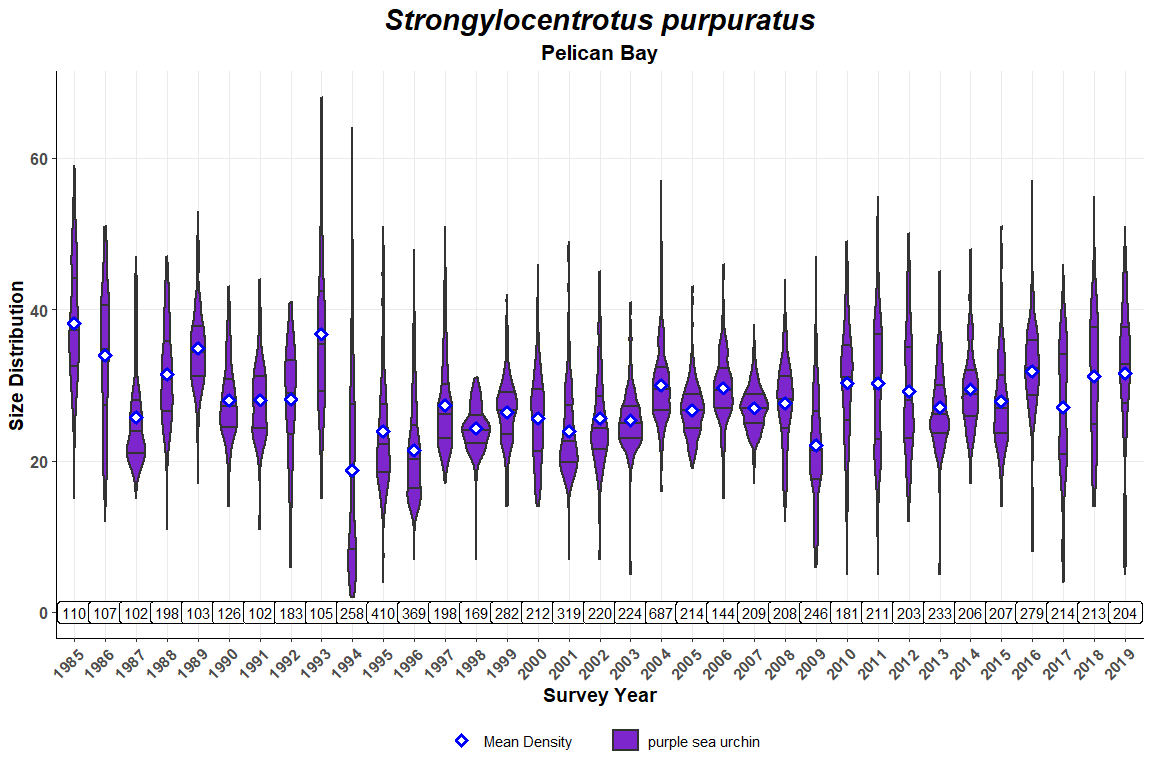 Strongylocentrotus purpuratus
Pelican Bay
Size Distribution
60
40
20
0
110 107 102 198 103 126 102 183 105 258 410 369 198 169 282 212 319 220 224 687 214 144 209 208 246 181 211 203 233 206 207 279 214 213 204
1985 1986 1987 1988 1989 1990 1991 1992 1993 1994 1995 1996 1997 1998 1999 2000 2001 2002 2003 2004 2005 2006 2007 2008 2009 2010 2011 2012 2013 2014 2015 2016 2017 2018 2019
Survey Year
Mean Density purple sea urchin